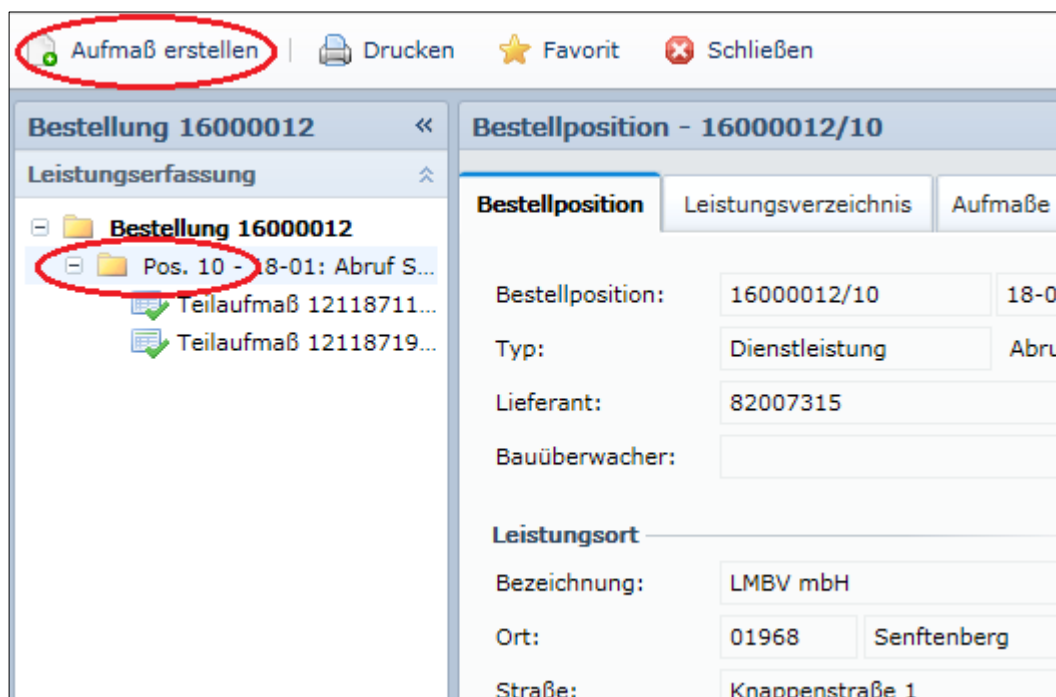 Aufmaß erstellen Drucken Favorit Schließen
Bestellung 16000012
Leistungserfassung
Bestellung 16000012
Pos. 10 - 18-01: Abruf S...
Teilaufmaß 12118711...
Teilaufmaß 12118719...
Bestellposition - 16000012/10
Bestellposition Leistungsverzeichnis Aufmaße
Bestellposition: 16000012/10 18-0
Typ: Dienstleistung Abru
Lieferant: 82007315
Bauüberwacher:
Leistungsort
Bezeichnung: LMBV mbH
Ort: 01968 Senftenberg
Straße: Knappenstraße 1